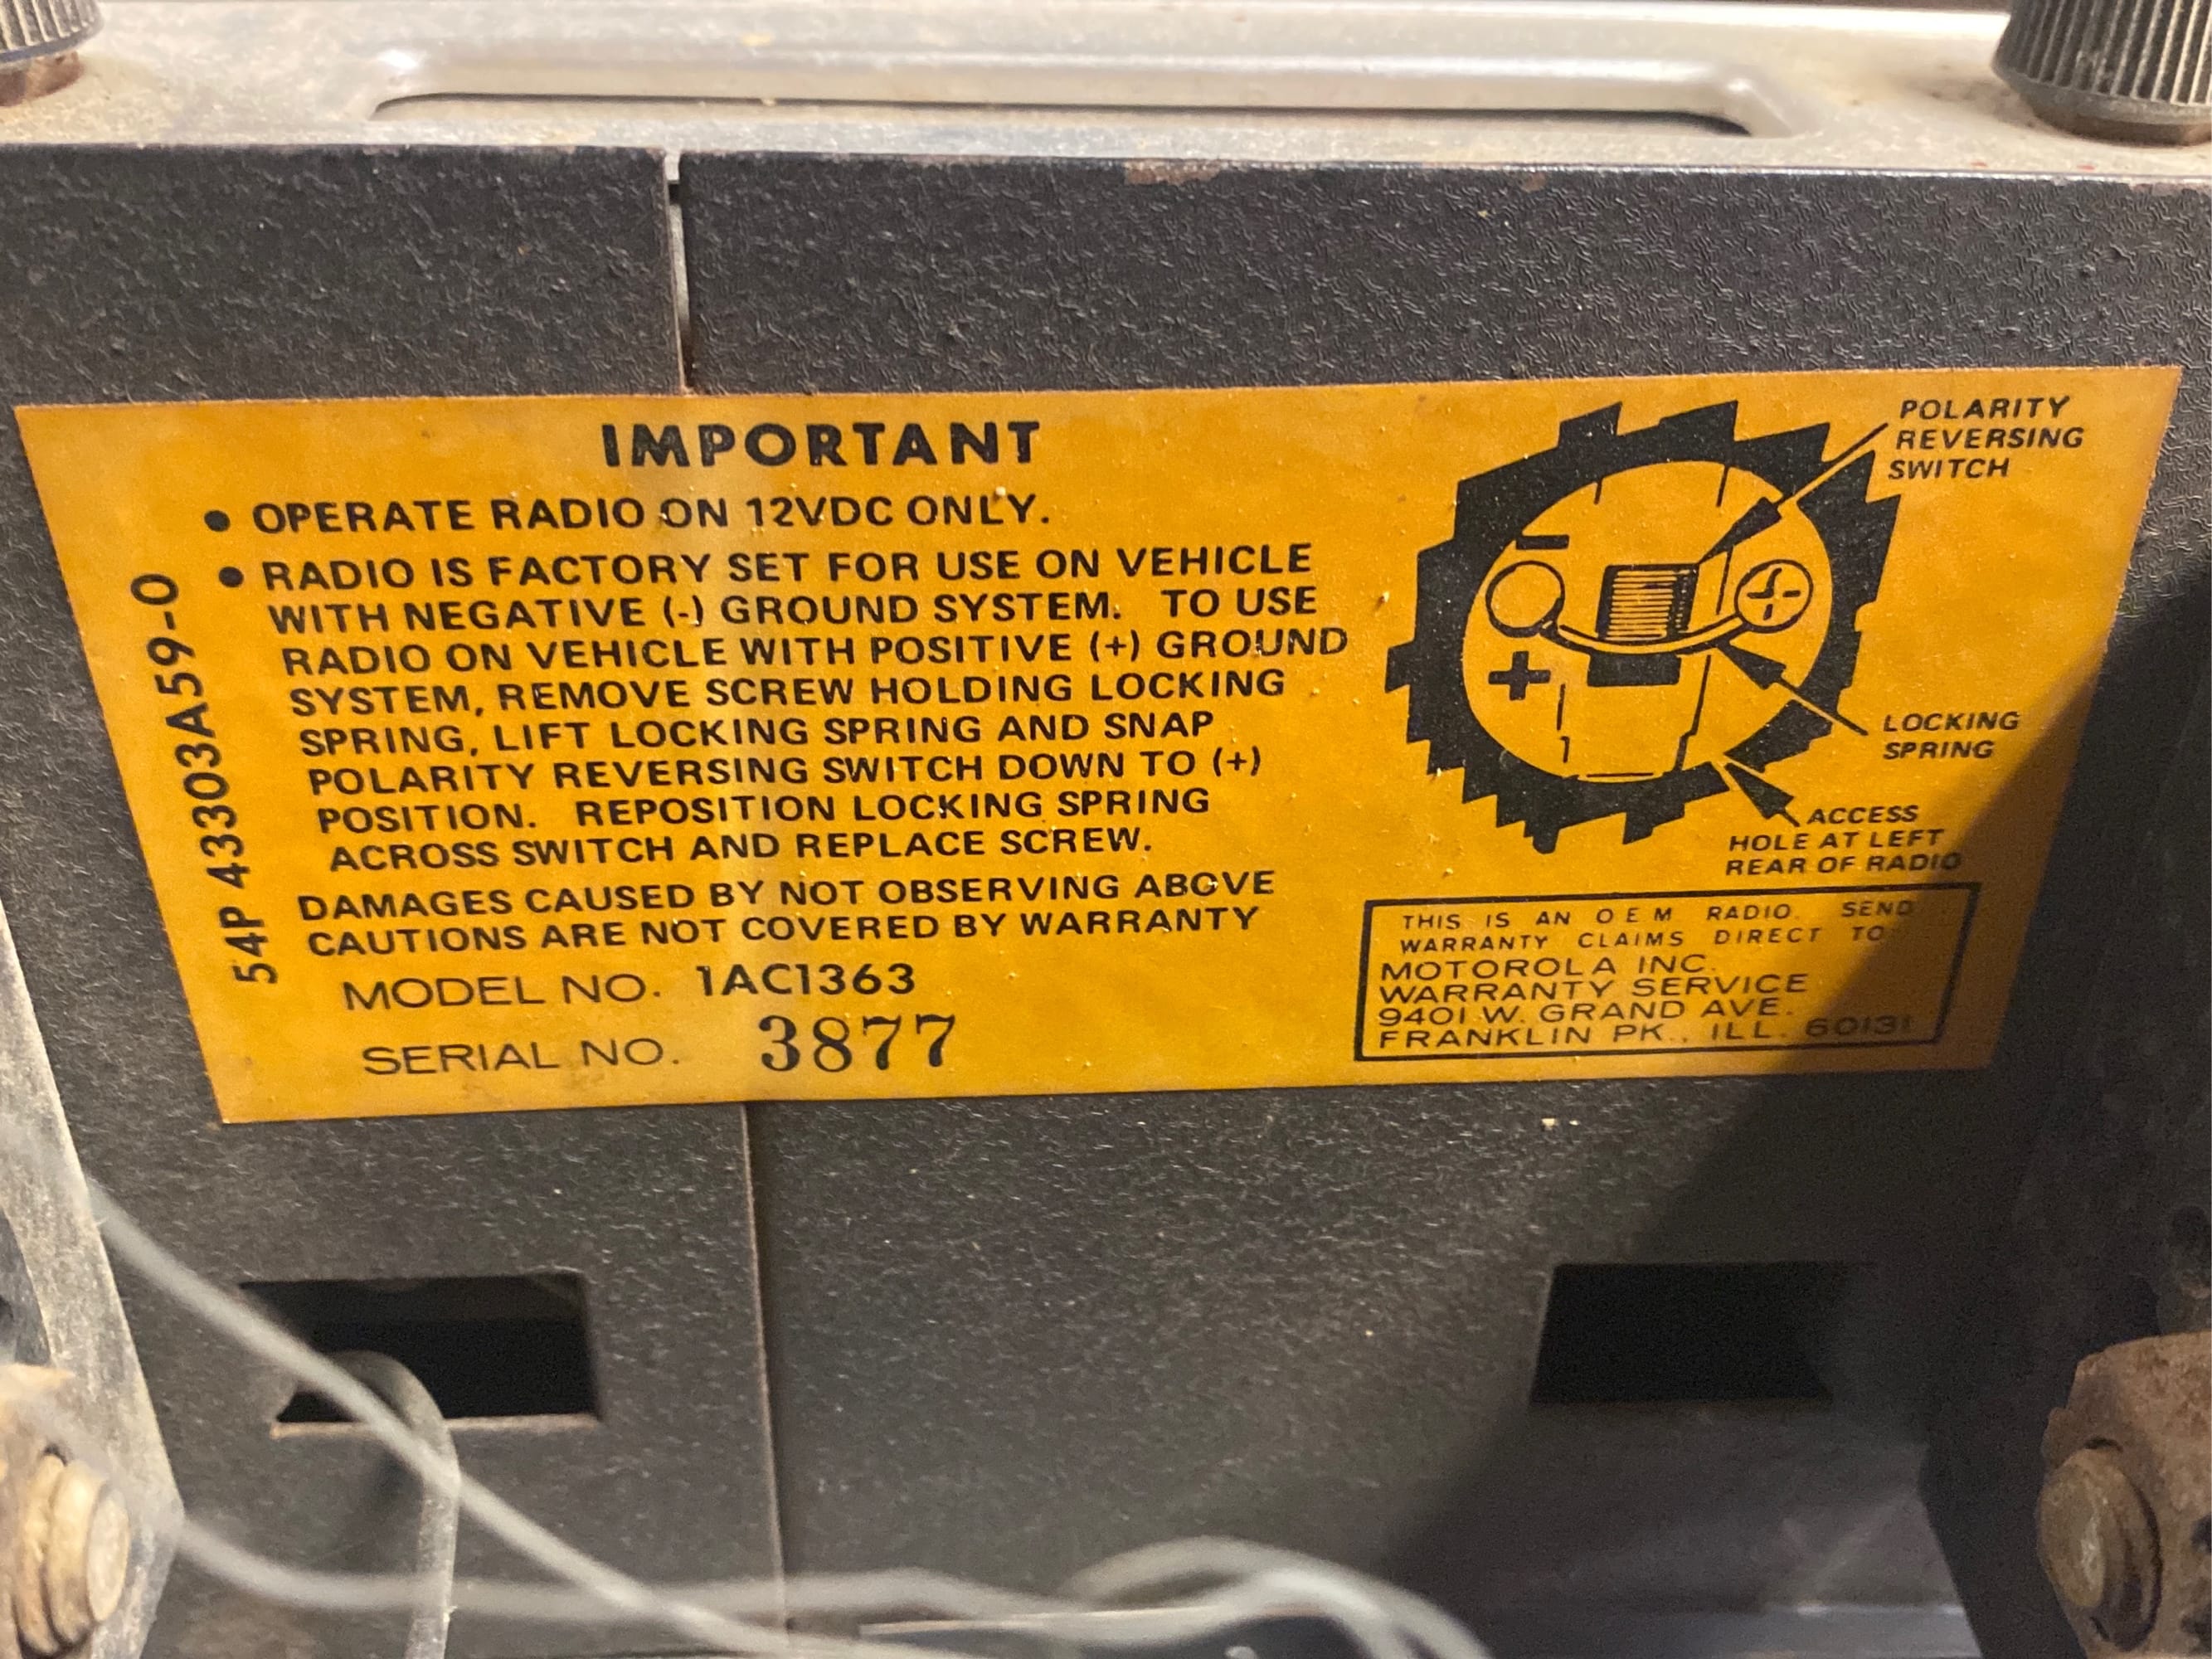 IMPORTANT
• OPERATE RADIO ON 12VDC ONLY.
• RADIO IS FACTORY SET FOR USE ON VEHICLE
WITH NEGATIVE (-) GROUND SYSTEM. TO USE
RADIO ON VEHICLE WITH POSITIVE (+) GROUND
SYSTEM, REMOVE SCREW HOLDING LOCKING
SPRING, LIFT LOCKING SPRING AND SNAP
POLARITY REVERSING SWITCH DOWN TO (+)
POSITION. REPOSITION LOCKING SPRING
ACROSS SWITCH AND REPLACE SCREW.
DAMAGES CAUSED BY NOT OBSERVING ABOVE
CAUTIONS ARE NOT COVERED BY WARRANTY
MODEL NO. 1AC1363
SERIAL NO. 3877
54P 43303A59-O
POLARITY
REVERSING
SWITCH
−
+
LOCKING
SPRING
ACCESS
HOLE AT LEFT
REAR OF RADIO
THIS IS AN OEM RADIO. SEND
WARRANTY CLAIMS DIRECT TO
MOTOROLA INC.
WARRANTY SERVICE
9401 W. GRAND AVE.
FRANKLIN PK., ILL. 60131